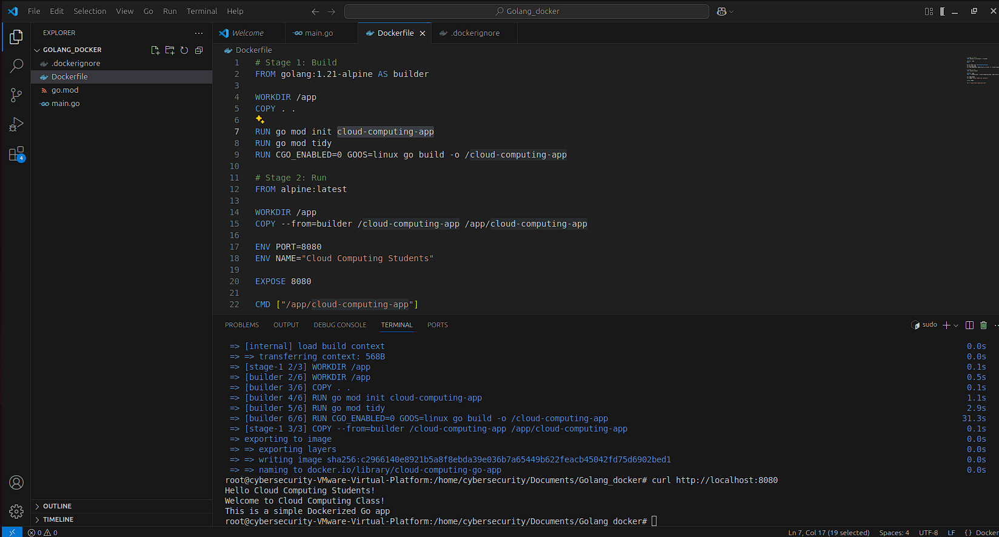 File Edit Selection View Go Run Terminal Help
Golang_docker
EXPLORER
GOLANG_DOCKER
.dockerignore
Dockerfile
go.mod
main.go
4
OUTLINE
TIMELINE
Welcome
main.go
Dockerfile
.dockerignore
Dockerfile
1 # Stage 1: Build
2 FROM golang:1.21-alpine AS builder
3
4 WORKDIR /app
5 COPY . .
6
7 RUN go mod init cloud-computing-app
8 RUN go mod tidy
9 RUN CGO_ENABLED=0 GOOS=linux go build -o /cloud-computing-app
10
11 # Stage 2: Run
12 FROM alpine:latest
13
14 WORKDIR /app
15 COPY --from=builder /cloud-computing-app /app/cloud-computing-app
16
17 ENV PORT=8080
18 ENV NAME="Cloud Computing Students"
19
20 EXPOSE 8080
21
22 CMD ["/app/cloud-computing-app"]
PROBLEMS OUTPUT DEBUG CONSOLE TERMINAL PORTS
sudo
=> [internal] load build context 0.0s
=> => transferring context: 568B 0.0s
=> [stage-1 2/3] WORKDIR /app 0.1s
=> [builder 2/6] WORKDIR /app 0.5s
=> [builder 3/6] COPY . . 0.1s
=> [builder 4/6] RUN go mod init cloud-computing-app 1.1s
=> [builder 5/6] RUN go mod tidy 2.9s
=> [builder 6/6] RUN CGO_ENABLED=0 GOOS=linux go build -o /cloud-computing-app 31.3s
=> [stage-1 3/3] COPY --from=builder /cloud-computing-app /app/cloud-computing-app 0.1s
=> exporting to image 0.0s
=> => exporting layers 0.0s
=> => writing image sha256:c2966140e8921b5a8f8ebda39e036b7a65449b622feacb45042fd75d6902bed1 0.0s
=> => naming to docker.io/library/cloud-computing-go-app 0.0s
root@cybersecurity-VMware-Virtual-Platform:/home/cybersecurity/Documents/Golang_docker# curl http://localhost:8080
Hello Cloud Computing Students!
Welcome to Cloud Computing Class!
This is a simple Dockerized Go app
root@cybersecurity-VMware-Virtual-Platform:/home/cybersecurity/Documents/Golang_docker#
0 0
Ln 7, Col 17 (19 selected) Spaces: 4 UTF-8 LF {} Docker